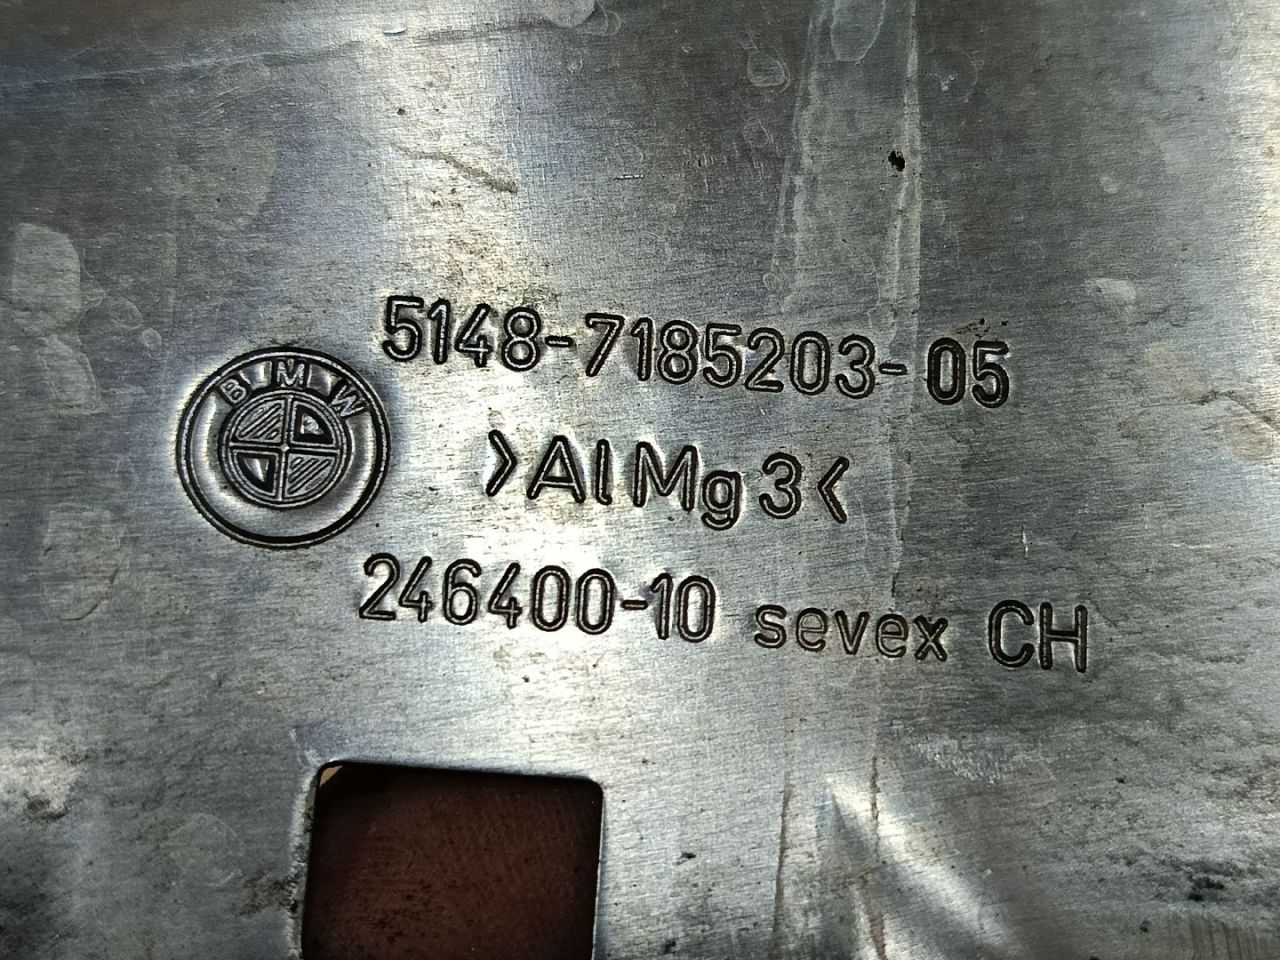 5148-7185203-05
BMW
>AlMg3<
246400-10 sevex CH